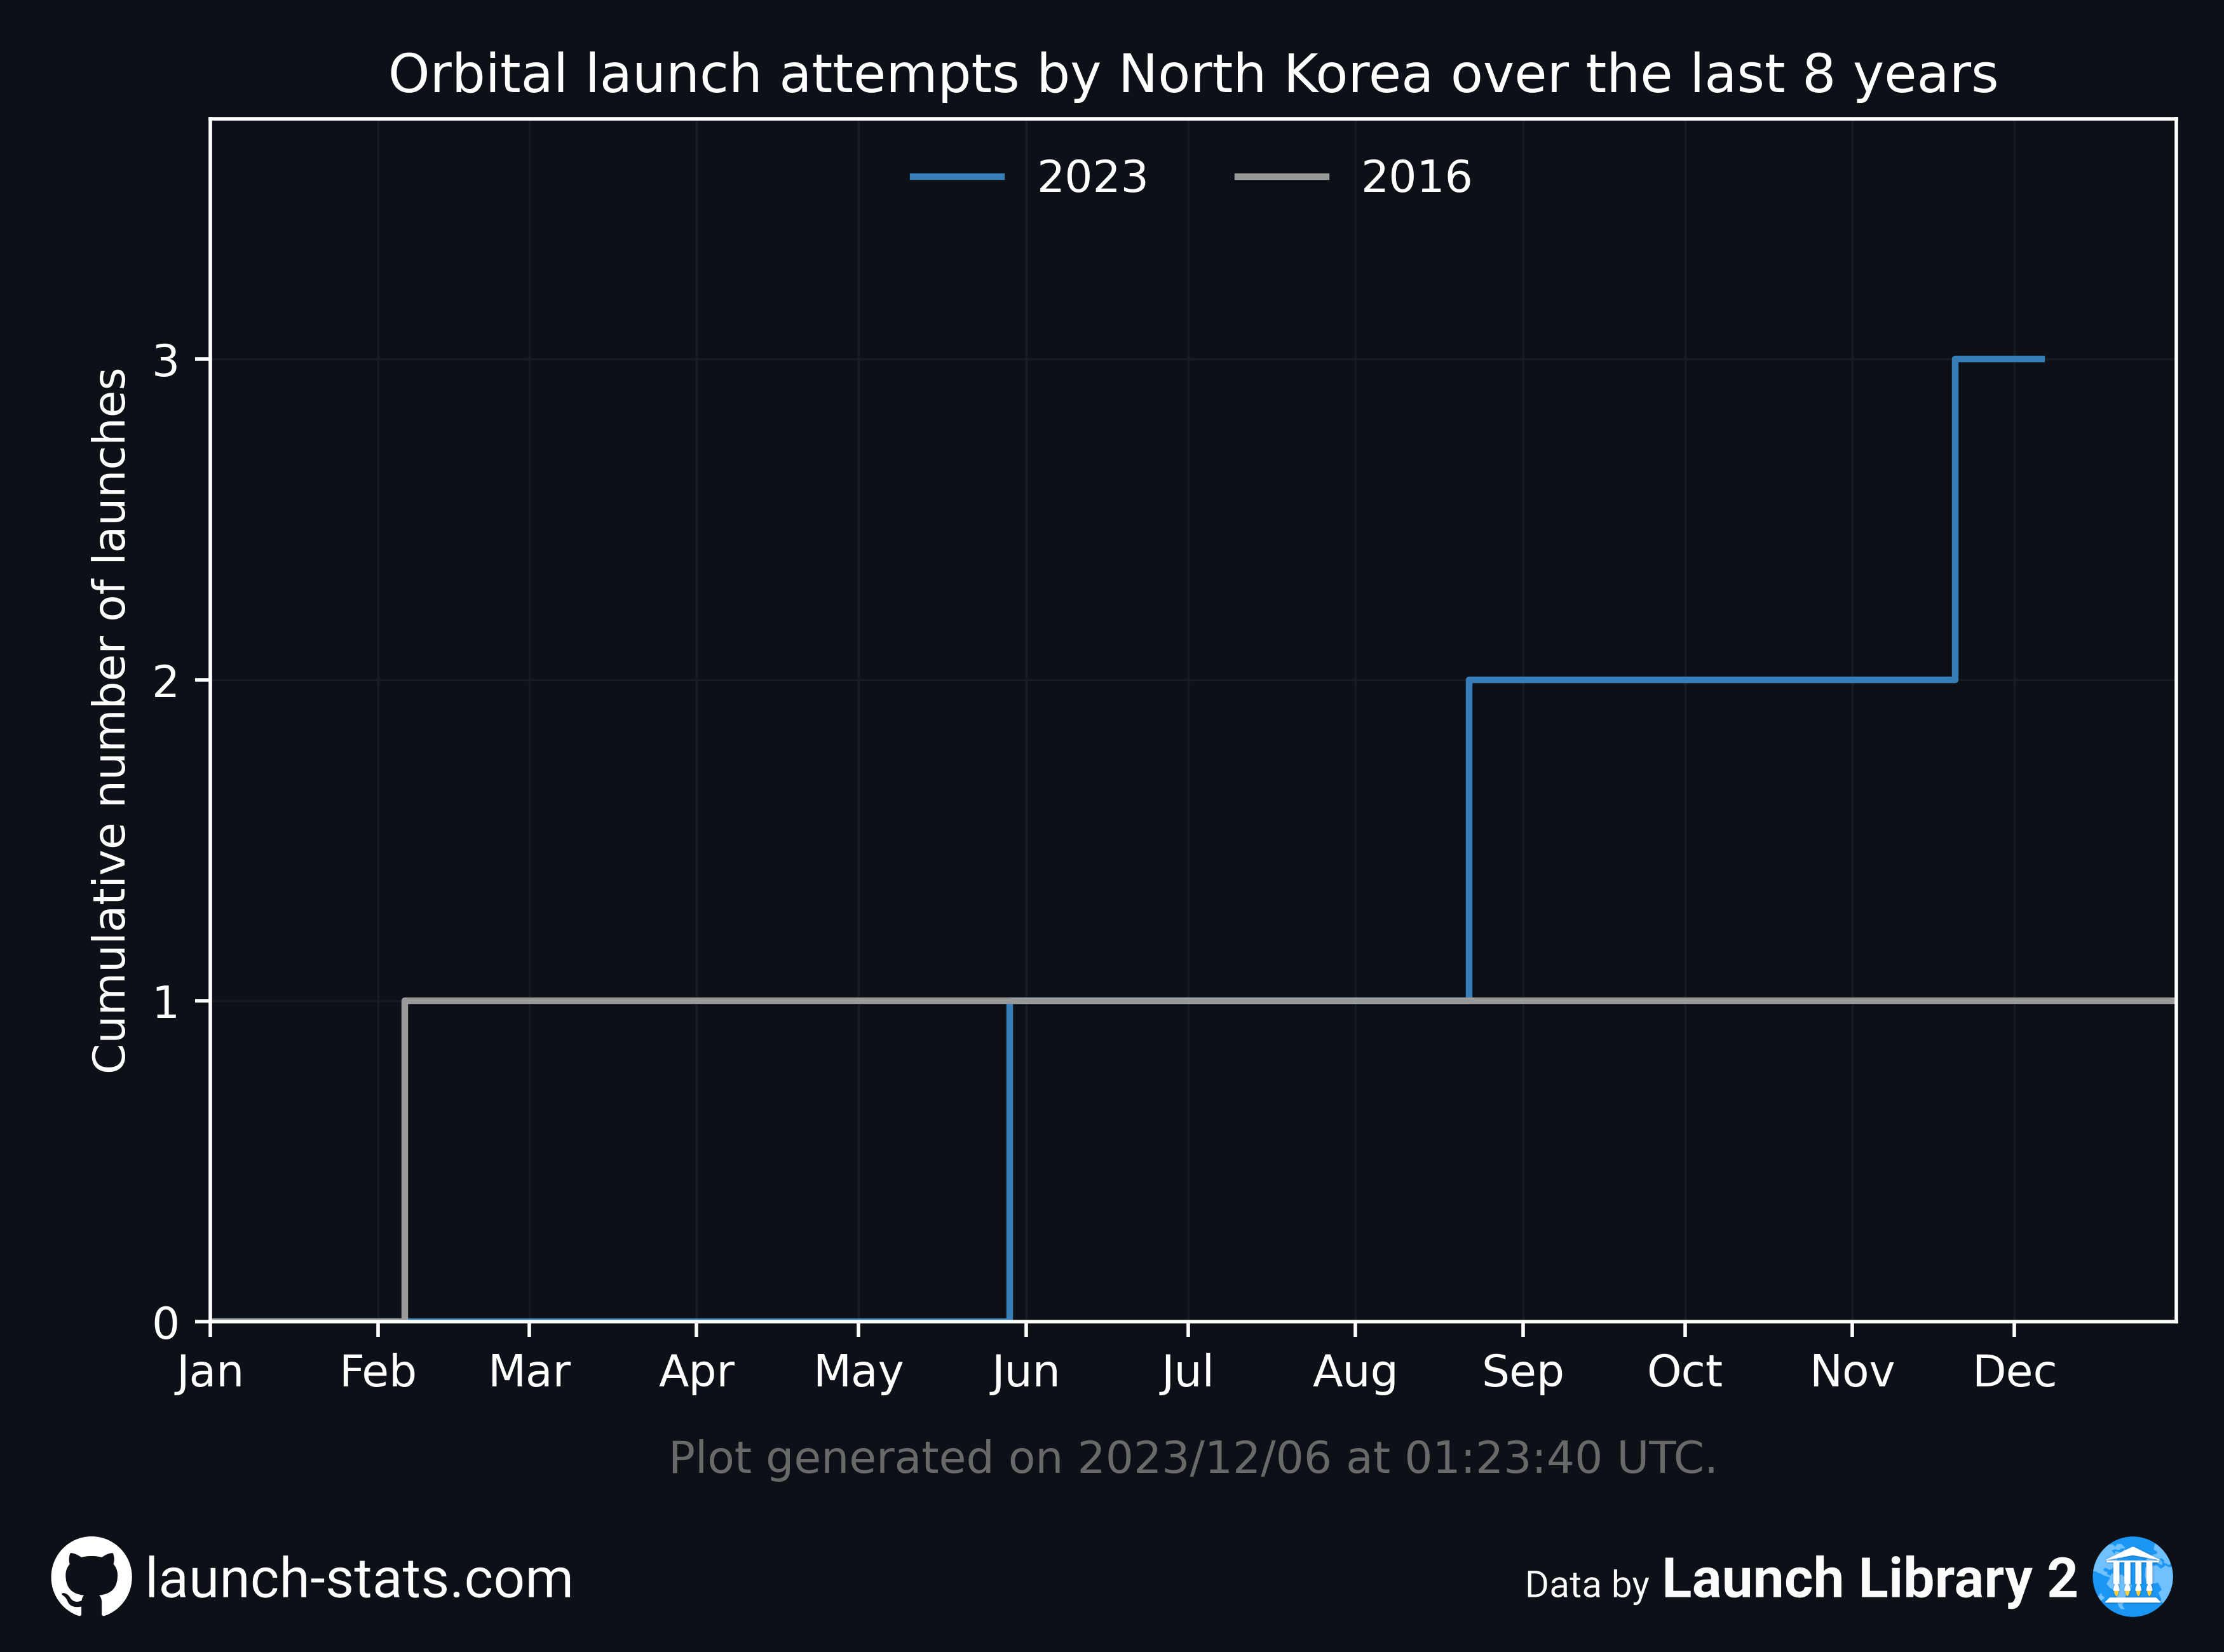 Orbital launch attempts by North Korea over the last 8 years
2023 2016
Cumulative number of launches
3
2
1
0
Jan Feb Mar Apr May Jun Jul Aug Sep Oct Nov Dec
Plot generated on 2023/12/06 at 01:23:40 UTC.
launch-stats.com
Data by Launch Library 2